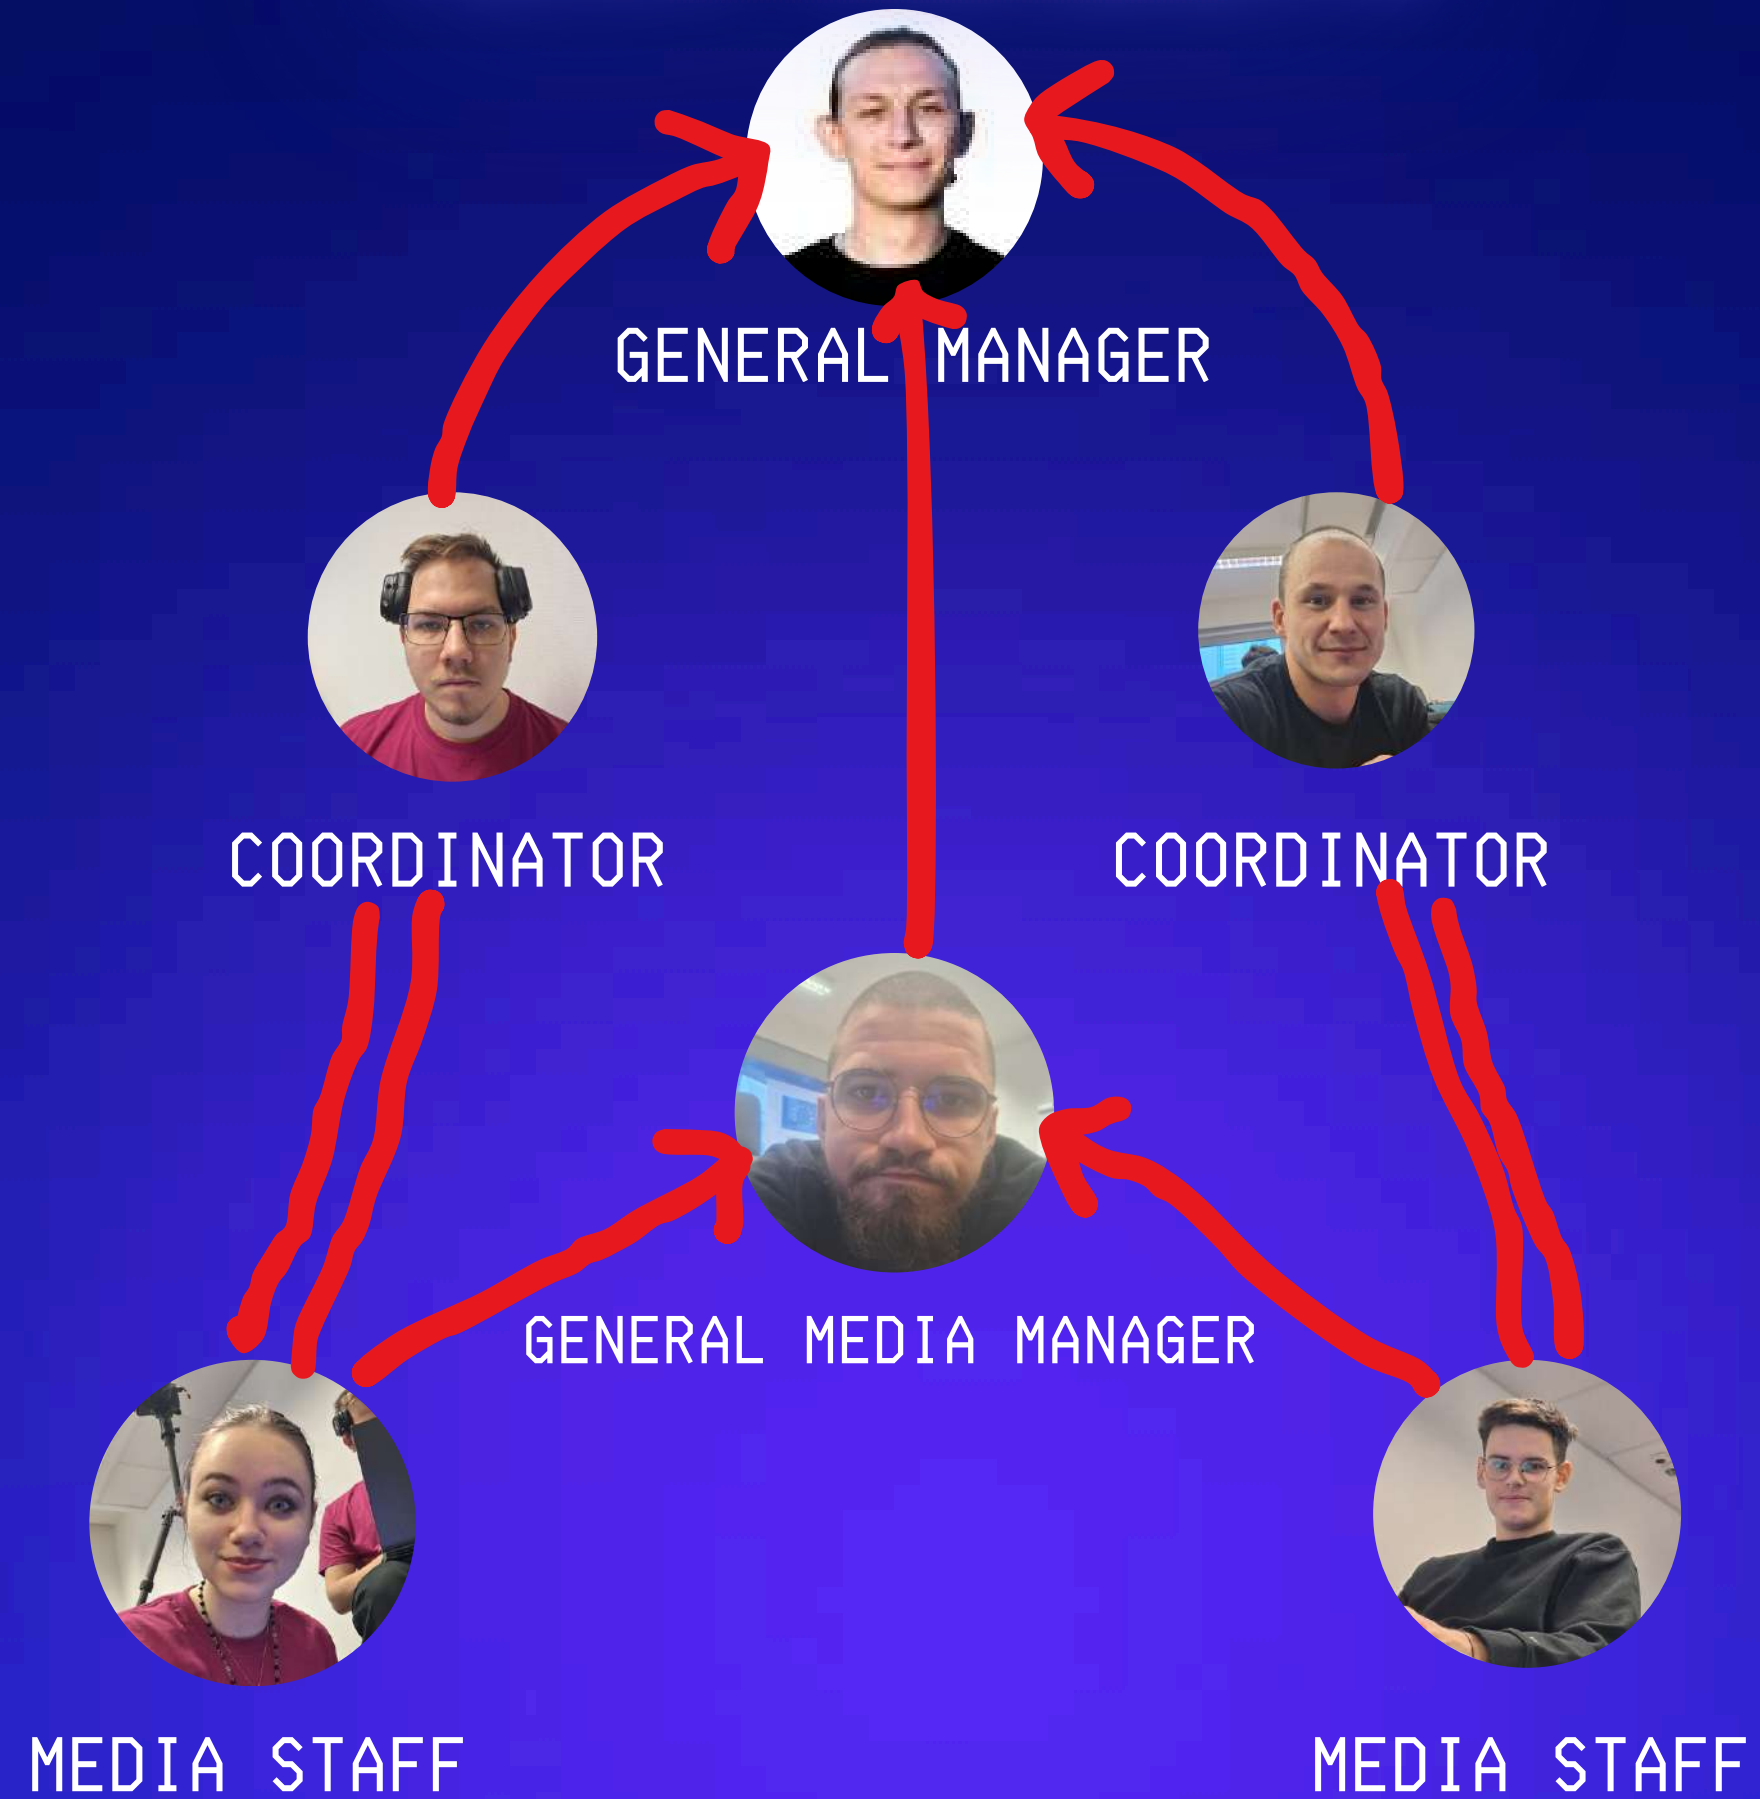 GENERAL MANAGER
COORDINATOR
COORDINATOR
GENERAL MEDIA MANAGER
MEDIA STAFF
MEDIA STAFF